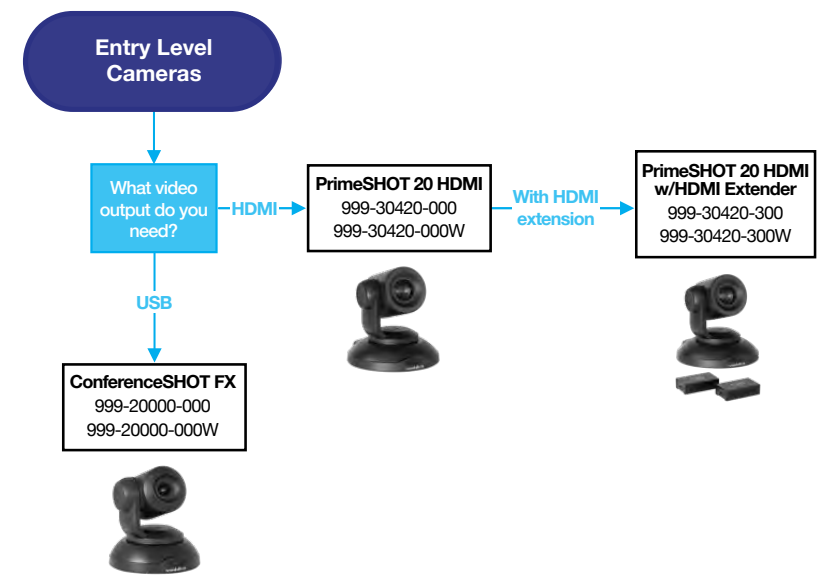 Entry Level
Cameras
What video
output do you
need?
HDMI
PrimeSHOT 20 HDMI
999-30420-000
999-30420-000W
With HDMI
extension
PrimeSHOT 20 HDMI
w/HDMI Extender
999-30420-300
999-30420-300W
USB
ConferenceSHOT FX
999-20000-000
999-20000-000W